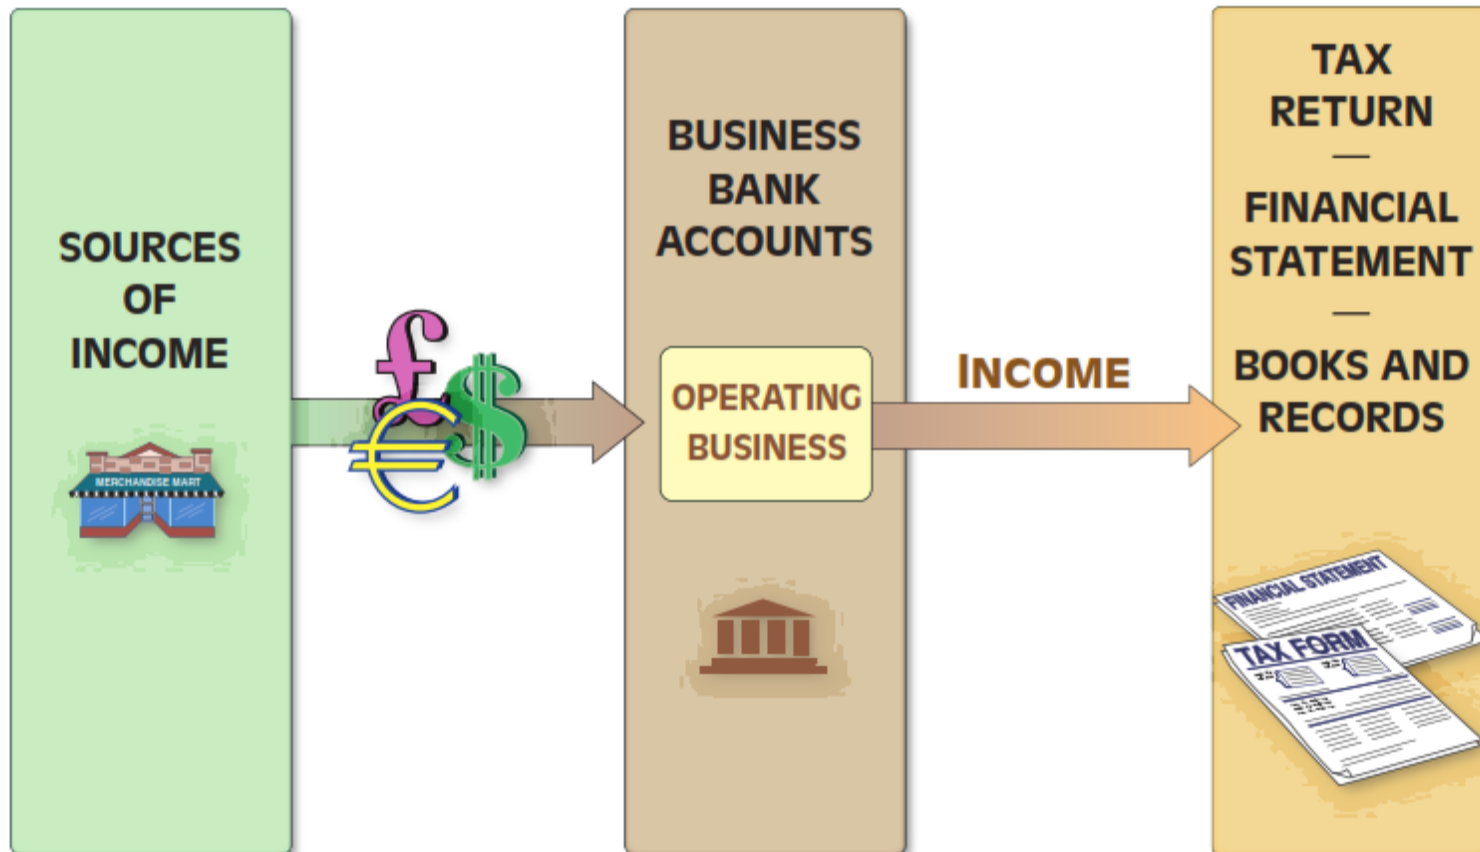 SOURCES
OF
INCOME
MERCHANDISE MART
£
$
€
BUSINESS
BANK
ACCOUNTS
OPERATING
BUSINESS
INCOME
TAX
RETURN
—
FINANCIAL
STATEMENT
—
BOOKS AND
RECORDS
FINANCIAL STATEMENT
TAX FORM